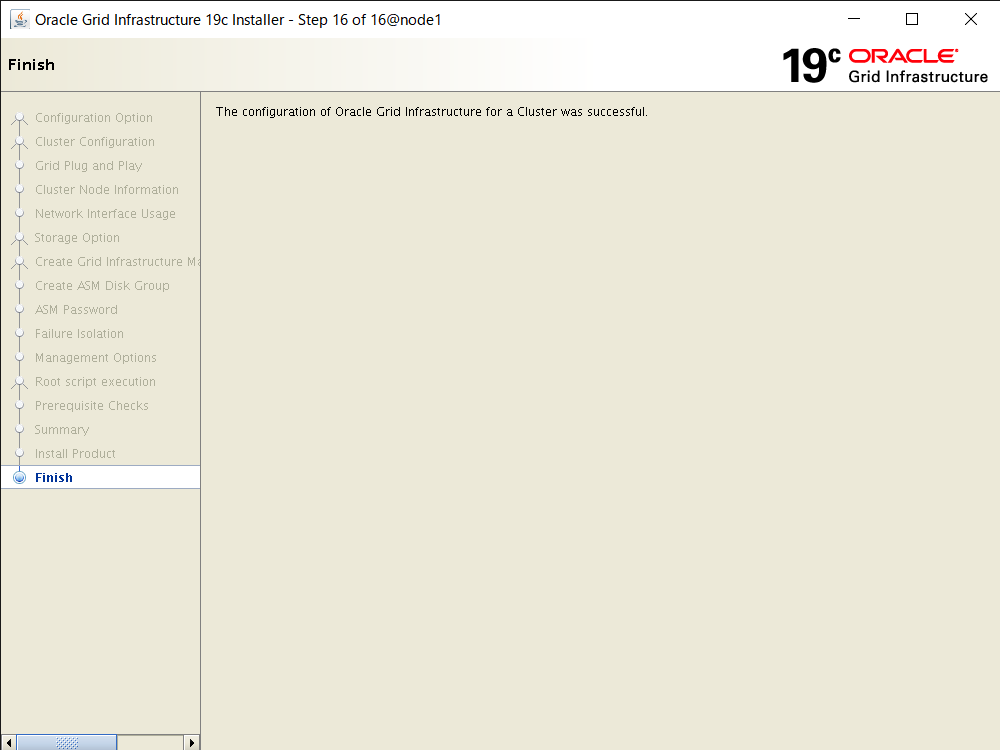 Oracle Grid Infrastructure 19c Installer - Step 16 of 16@node1
Finish
19c ORACLE
Grid Infrastructure
Configuration Option
Cluster Configuration
Grid Plug and Play
Cluster Node Information
Network Interface Usage
Storage Option
Create Grid Infrastructure Ma
Create ASM Disk Group
ASM Password
Failure Isolation
Management Options
Root script execution
Prerequisite Checks
Summary
Install Product
Finish
The configuration of Oracle Grid Infrastructure for a Cluster was successful.